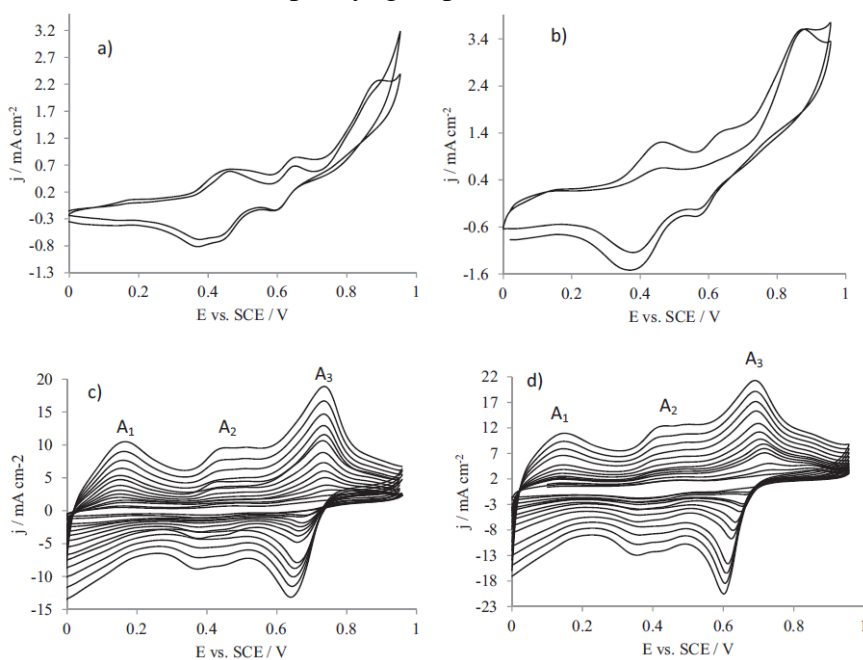 a)
3.2
2.7
2.2
1.7
1.2
0.7
0.2
-0.3
-0.8
-1.3
j / mA cm⁻²
0 0.2 0.4 0.6 0.8 1
E vs. SCE / V
b)
3.4
2.4
1.4
0.4
-0.6
-1.6
j / mA cm⁻²
0 0.2 0.4 0.6 0.8 1
E vs. SCE / V
c)
A₁ A₂ A₃
20
15
10
5
0
-5
-10
-15
j / mA cm-2
0 0.2 0.4 0.6 0.8 1
E vs. SCE / V
d)
A₁ A₂ A₃
22
17
12
7
2
-3
-8
-13
-18
-23
j / mA cm⁻²
0 0.2 0.4 0.6 0.8 1
E vs. SCE / V